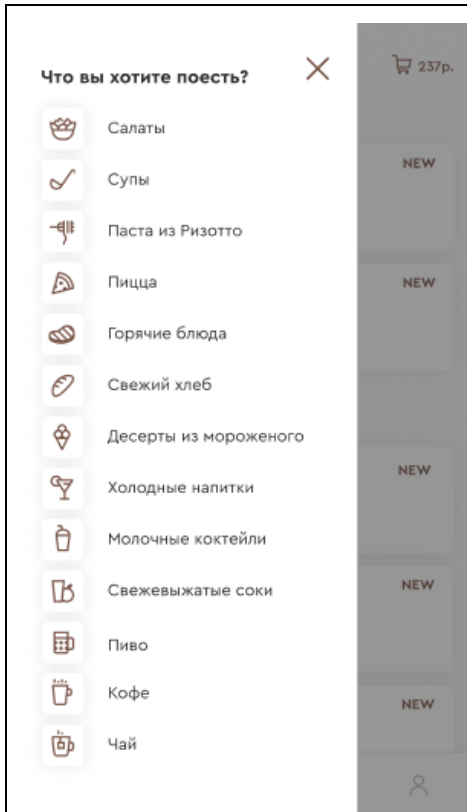 Что вы хотите поесть?
237р.
Салаты
NEW
Супы
Паста из Ризотто
Пицца
NEW
Горячие блюда
Свежий хлеб
Десерты из мороженого
NEW
Холодные напитки
Молочные коктейли
Свежевыжатые соки
NEW
Пиво
Кофе
NEW
Чай